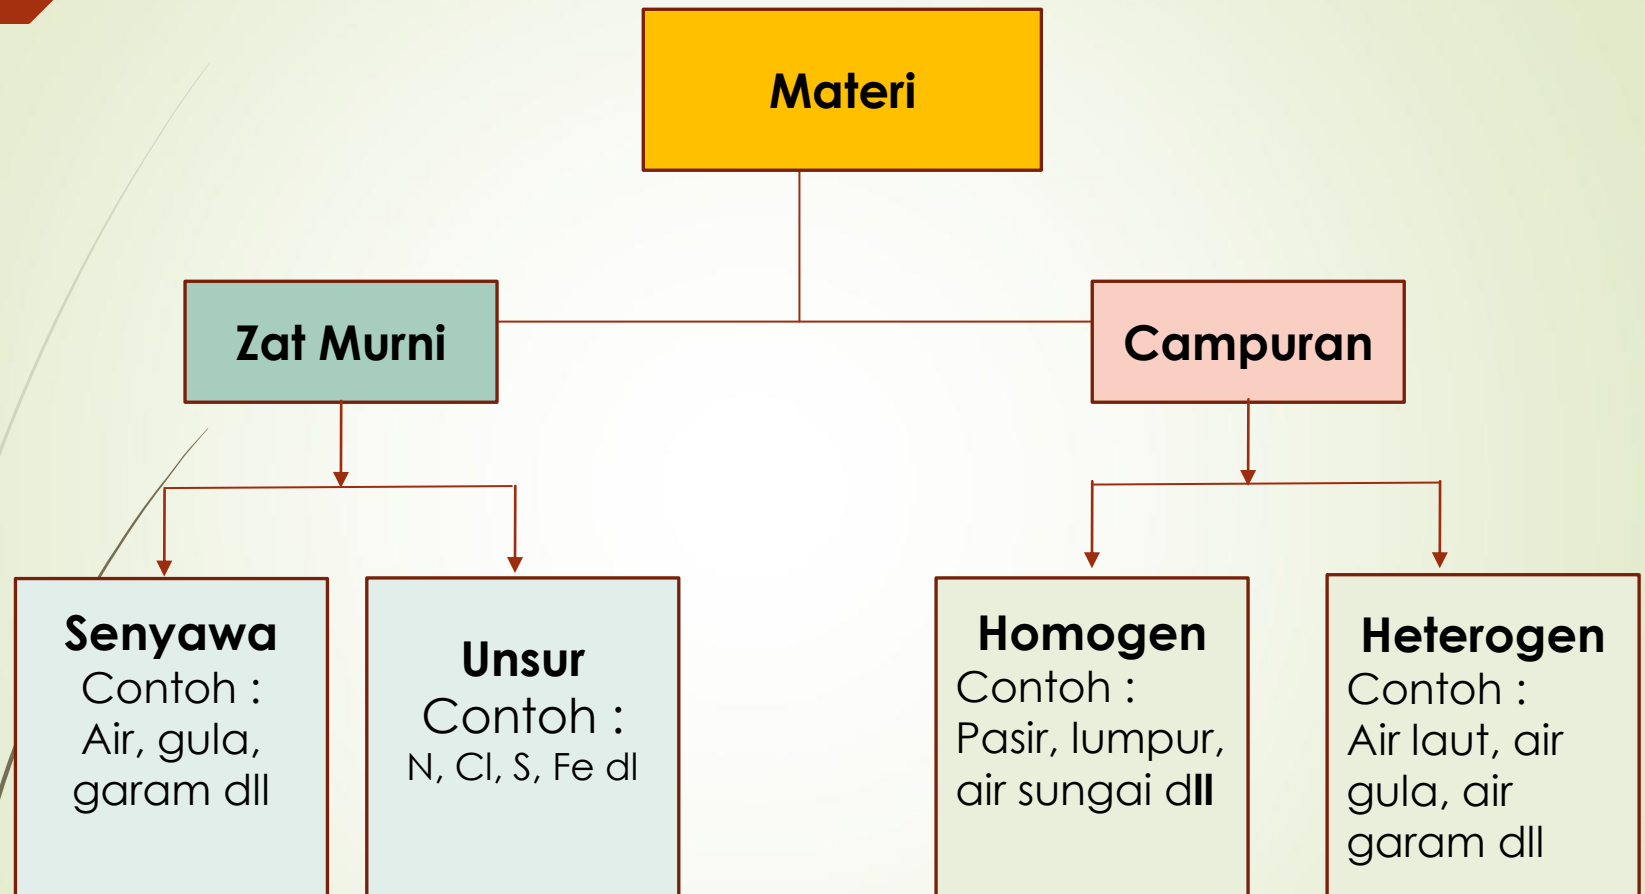 Materi
Zat Murni
Campuran
Senyawa
Contoh :
Air, gula,
garam dll
Unsur
Contoh :
N, Cl, S, Fe dl
Homogen
Contoh :
Pasir, lumpur,
air sungai dll
Heterogen
Contoh :
Air laut, air
gula, air
garam dll